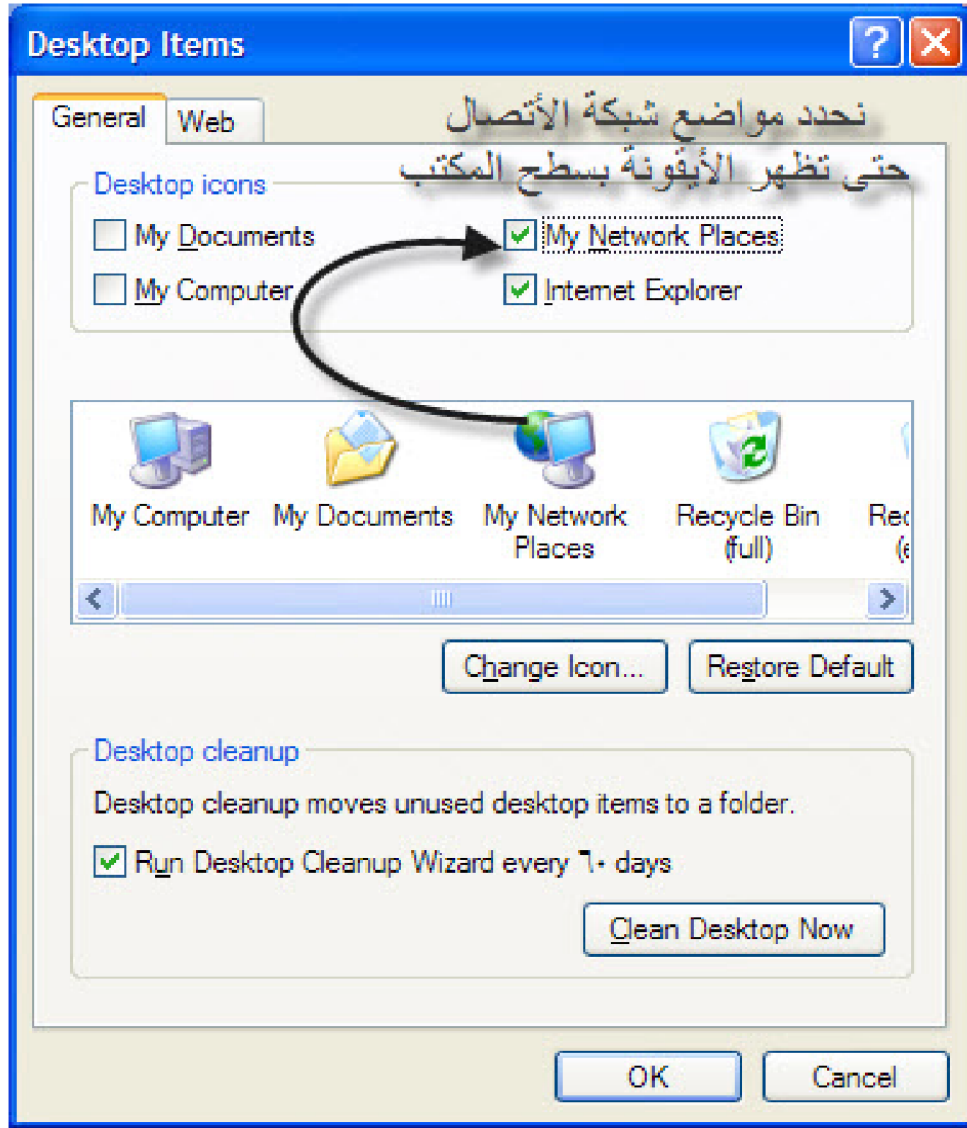 Desktop Items
General Web
نحدد مواضع شبكة الأتصال
حتى تظهر الأيقونة بسطح المكتب
Desktop icons
My Documents
My Network Places
My Computer
Internet Explorer
My Computer
My Documents
My Network
Places
Recycle Bin
(full)
Change Icon...
Restore Default
Desktop cleanup
Desktop cleanup moves unused desktop items to a folder.
Run Desktop Cleanup Wizard every ٦٠ days
Clean Desktop Now
OK
Cancel